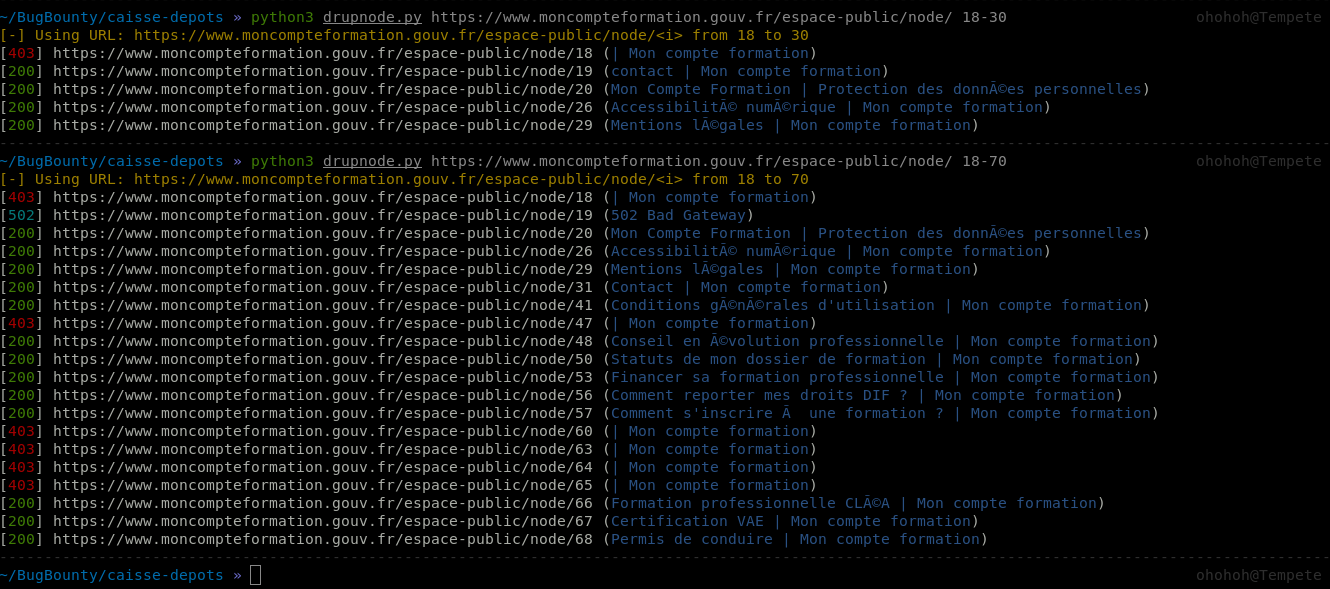 ~/BugBounty/caisse-depots » python3 drupnode.py https://www.moncompteformation.gouv.fr/espace-public/node/ 18-30 ohohoh@Tempete
[-] Using URL: https://www.moncompteformation.gouv.fr/espace-public/node/<i> from 18 to 30
[403] https://www.moncompteformation.gouv.fr/espace-public/node/18 (| Mon compte formation)
[200] https://www.moncompteformation.gouv.fr/espace-public/node/19 (contact | Mon compte formation)
[200] https://www.moncompteformation.gouv.fr/espace-public/node/20 (Mon Compte Formation | Protection des donnÃ©es personnelles)
[200] https://www.moncompteformation.gouv.fr/espace-public/node/26 (AccessibilitÃ© numÃ©rique | Mon compte formation)
[200] https://www.moncompteformation.gouv.fr/espace-public/node/29 (Mentions lÃ©gales | Mon compte formation)
~/BugBounty/caisse-depots » python3 drupnode.py https://www.moncompteformation.gouv.fr/espace-public/node/ 18-70 ohohoh@Tempete
[-] Using URL: https://www.moncompteformation.gouv.fr/espace-public/node/<i> from 18 to 70
[403] https://www.moncompteformation.gouv.fr/espace-public/node/18 (| Mon compte formation)
[502] https://www.moncompteformation.gouv.fr/espace-public/node/19 (502 Bad Gateway)
[200] https://www.moncompteformation.gouv.fr/espace-public/node/20 (Mon Compte Formation | Protection des donnÃ©es personnelles)
[200] https://www.moncompteformation.gouv.fr/espace-public/node/26 (AccessibilitÃ© numÃ©rique | Mon compte formation)
[200] https://www.moncompteformation.gouv.fr/espace-public/node/29 (Mentions lÃ©gales | Mon compte formation)
[200] https://www.moncompteformation.gouv.fr/espace-public/node/31 (Contact | Mon compte formation)
[200] https://www.moncompteformation.gouv.fr/espace-public/node/41 (Conditions gÃ©nÃ©rales d'utilisation | Mon compte formation)
[403] https://www.moncompteformation.gouv.fr/espace-public/node/47 (| Mon compte formation)
[200] https://www.moncompteformation.gouv.fr/espace-public/node/48 (Conseil en Ã©volution professionnelle | Mon compte formation)
[200] https://www.moncompteformation.gouv.fr/espace-public/node/50 (Statuts de mon dossier de formation | Mon compte formation)
[200] https://www.moncompteformation.gouv.fr/espace-public/node/53 (Financer sa formation professionnelle | Mon compte formation)
[200] https://www.moncompteformation.gouv.fr/espace-public/node/56 (Comment reporter mes droits DIF ? | Mon compte formation)
[200] https://www.moncompteformation.gouv.fr/espace-public/node/57 (Comment s'inscrire Ã  une formation ? | Mon compte formation)
[403] https://www.moncompteformation.gouv.fr/espace-public/node/60 (| Mon compte formation)
[403] https://www.moncompteformation.gouv.fr/espace-public/node/63 (| Mon compte formation)
[403] https://www.moncompteformation.gouv.fr/espace-public/node/64 (| Mon compte formation)
[403] https://www.moncompteformation.gouv.fr/espace-public/node/65 (| Mon compte formation)
[200] https://www.moncompteformation.gouv.fr/espace-public/node/66 (Formation professionnelle CLÃ©A | Mon compte formation)
[200] https://www.moncompteformation.gouv.fr/espace-public/node/67 (Certification VAE | Mon compte formation)
[200] https://www.moncompteformation.gouv.fr/espace-public/node/68 (Permis de conduire | Mon compte formation)
~/BugBounty/caisse-depots » ohohoh@Tempete